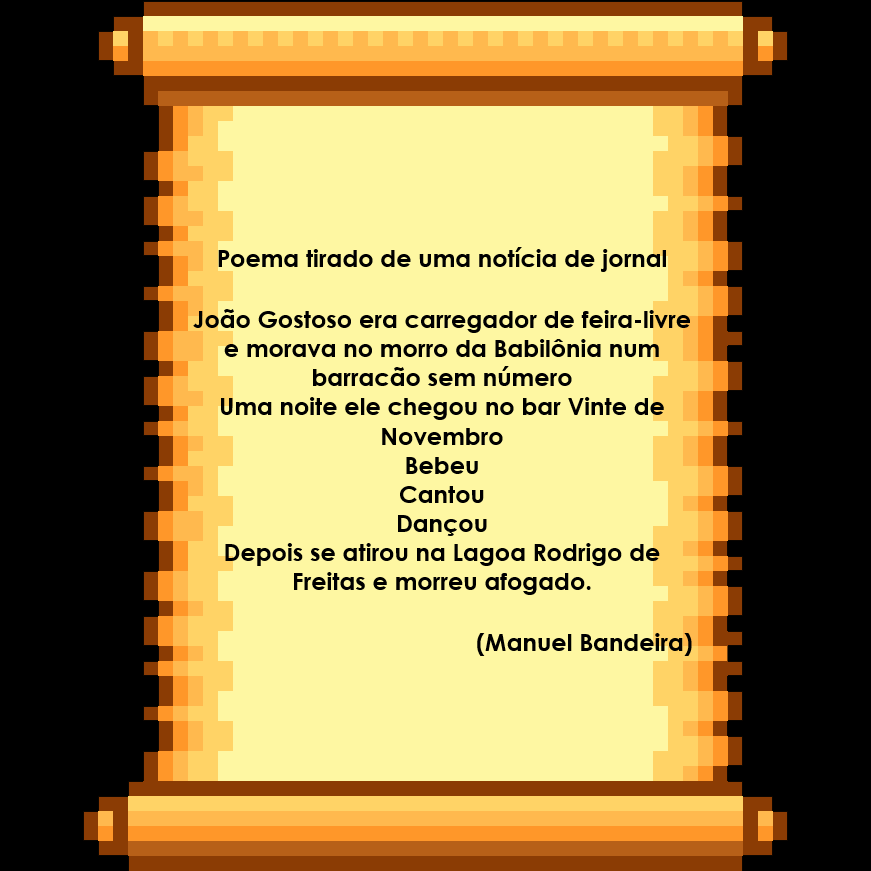 Poema tirado de uma notícia de jornal
João Gostoso era carregador de feira-livre
e morava no morro da Babilônia num
barracão sem número
Uma noite ele chegou no bar Vinte de
Novembro
Bebeu
Cantou
Dançou
Depois se atirou na Lagoa Rodrigo de
Freitas e morreu afogado.
(Manuel Bandeira)